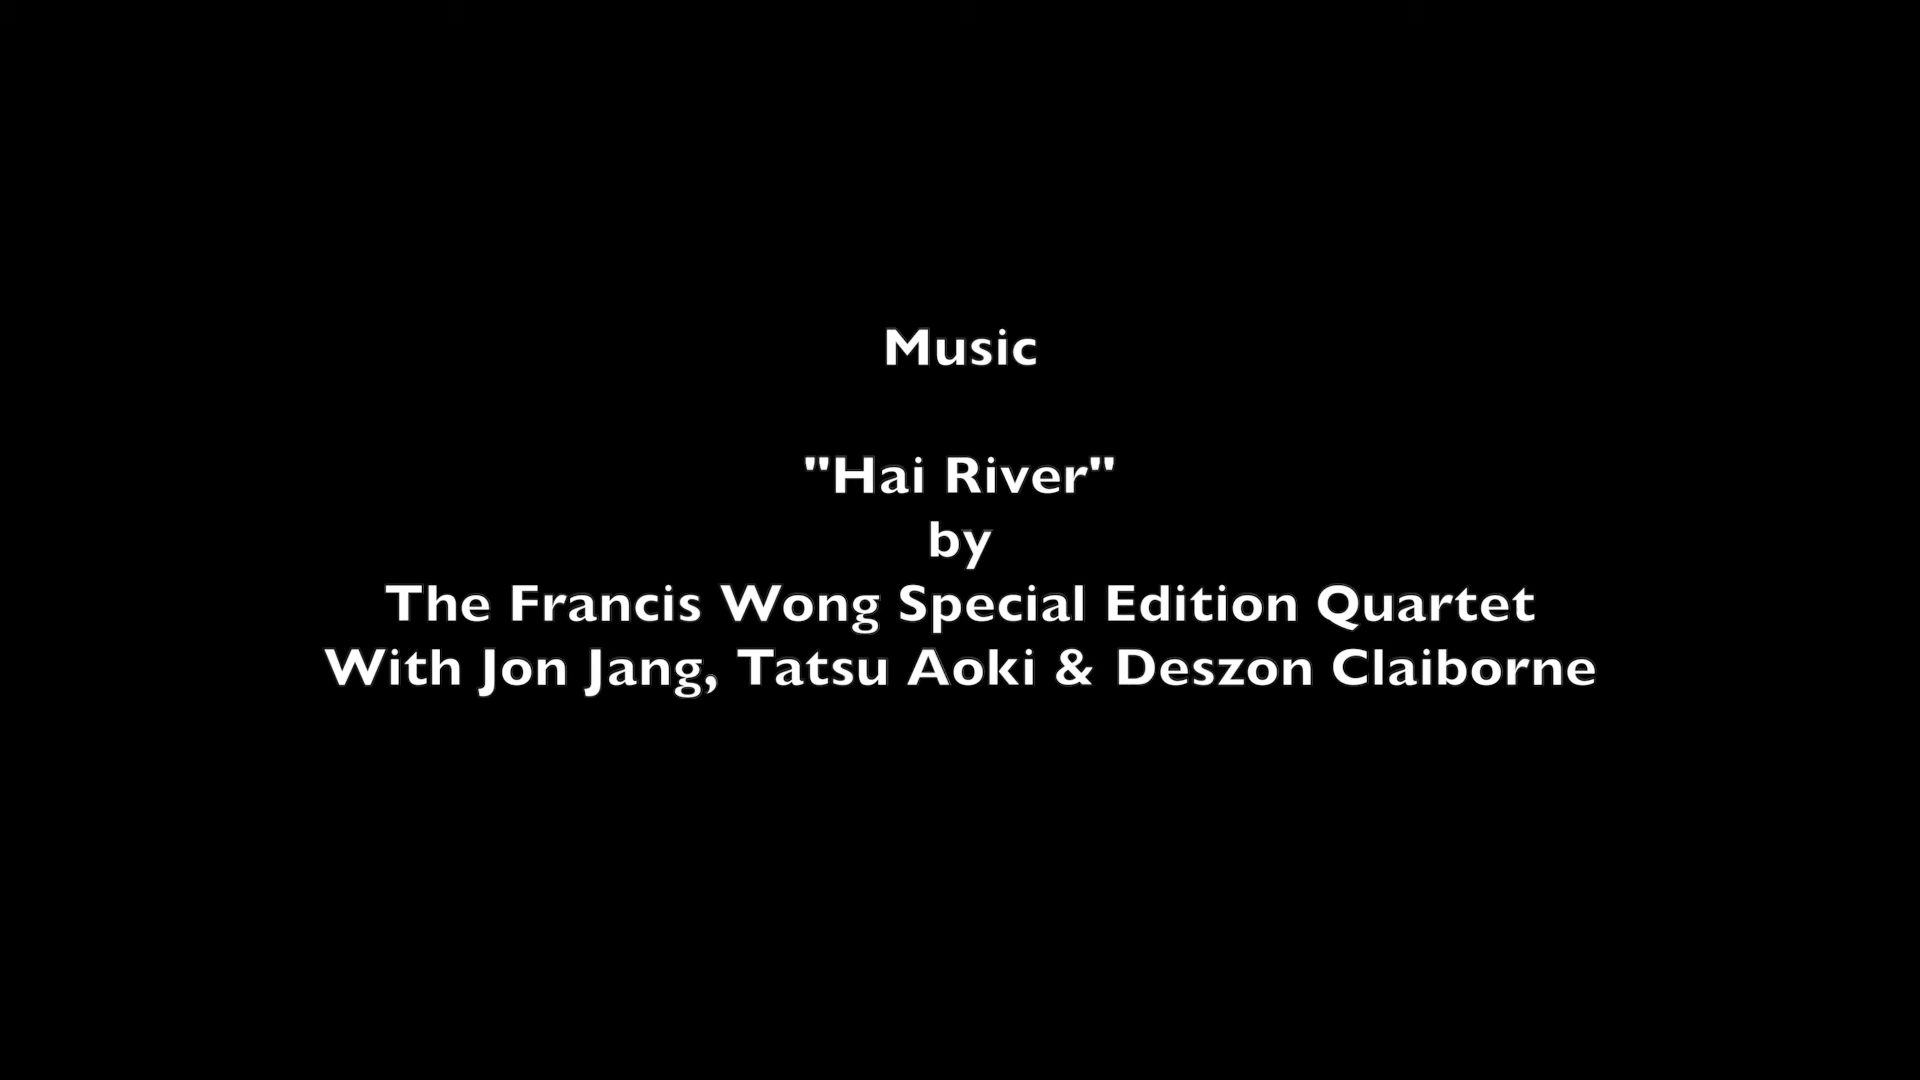 Music
"Hai River"
by
The Francis Wong Special Edition Quartet
With Jon Jang, Tatsu Aoki & Deszon Claiborne